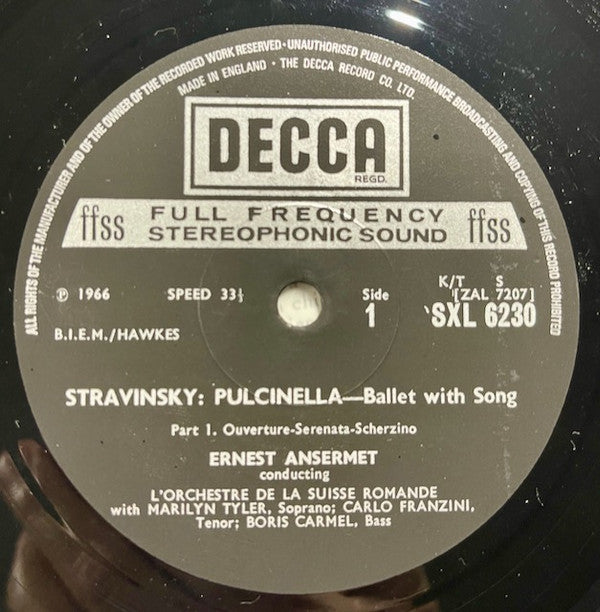 ALL RIGHTS OF THE MANUFACTURER AND OF THE OWNER OF THE RECORDED WORK RESERVED · UNAUTHORISED PUBLIC PERFORMANCE BROADCASTING AND COPYING OF THIS RECORD PROHIBITED
MADE IN ENGLAND · THE DECCA RECORD CO. LTD.
DECCA
REGD.
ffss FULL FREQUENCY STEREOPHONIC SOUND ffss
℗ 1966 SPEED 33⅓ Side 1 K/T S
[ZAL 7207]
SXL 6230
B.I.E.M./HAWKES
STRAVINSKY: PULCINELLA—Ballet with Song
Part 1. Ouverture-Serenata-Scherzino
ERNEST ANSERMET
conducting
L'ORCHESTRE DE LA SUISSE ROMANDE
with MARILYN TYLER, Soprano; CARLO FRANZINI,
Tenor; BORIS CARMEL, Bass